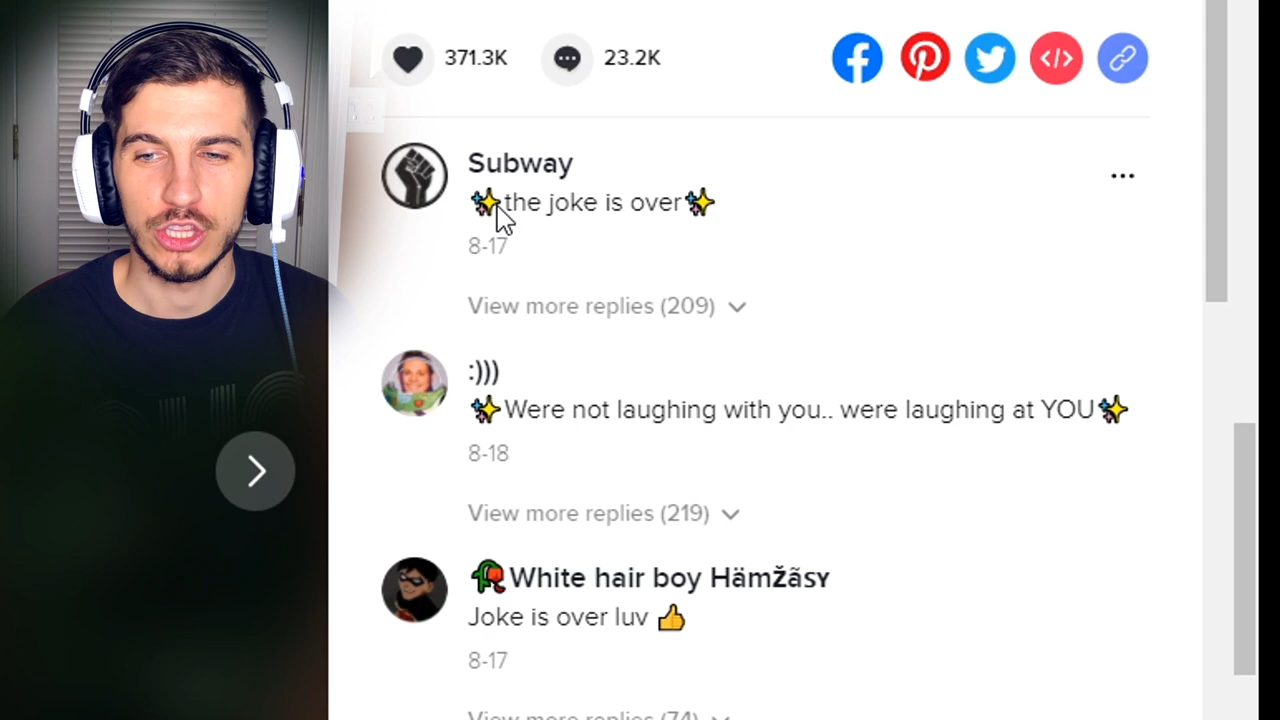 371.3K 23.2K
Subway
✨the joke is over✨
8-17
View more replies (209)
:)))
✨Were not laughing with you.. were laughing at YOU✨
8-18
View more replies (219)
🥀White hair boy Hämžãsʏ
Joke is over luv 👍
8-17
View more replies (74)